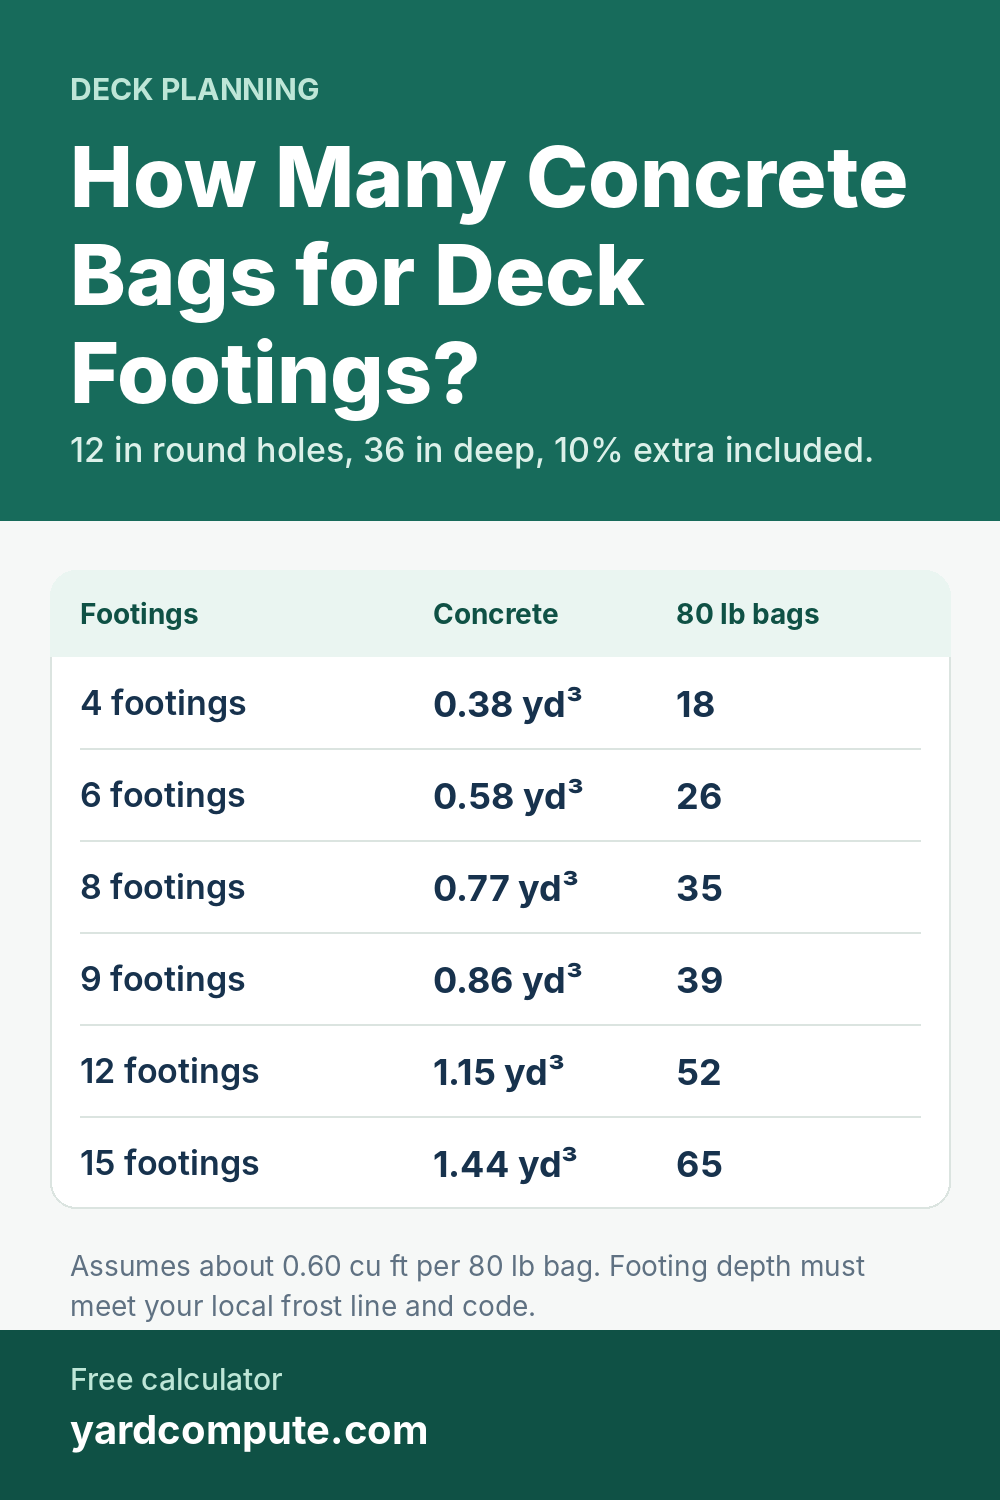 DECK PLANNING
How Many Concrete
Bags for Deck
Footings?
12 in round holes, 36 in deep, 10% extra included.
Footings Concrete 80 lb bags
4 footings 0.38 yd³ 18
6 footings 0.58 yd³ 26
8 footings 0.77 yd³ 35
9 footings 0.86 yd³ 39
12 footings 1.15 yd³ 52
15 footings 1.44 yd³ 65
Assumes about 0.60 cu ft per 80 lb bag. Footing depth must
meet your local frost line and code.
Free calculator
yardcompute.com